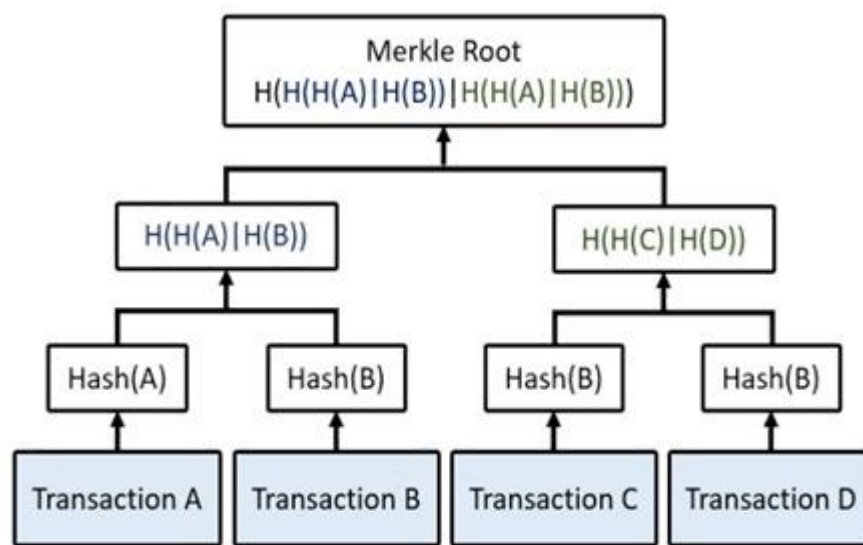 Merkle Root
H(H(H(A)|H(B))|H(H(A)|H(B)))
H(H(A)|H(B))
H(H(C)|H(D))
Hash(A)
Hash(B)
Hash(B)
Hash(B)
Transaction A
Transaction B
Transaction C
Transaction D